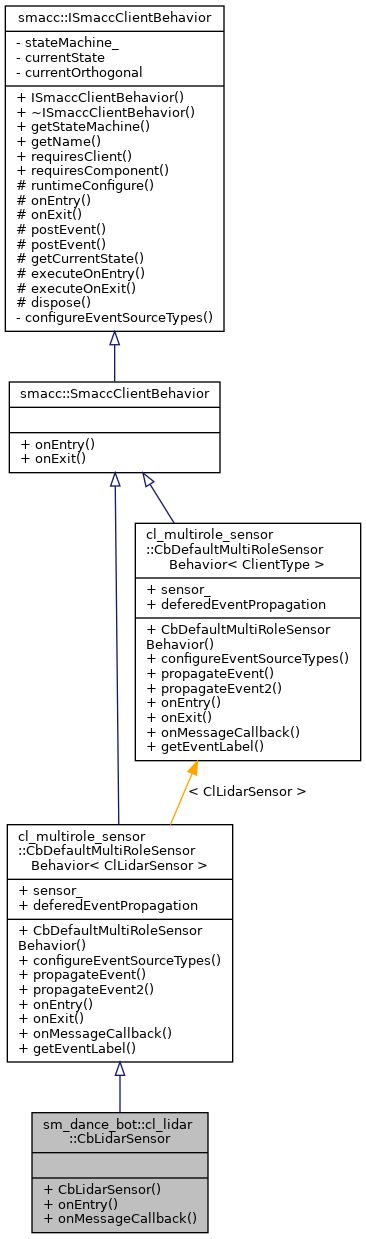 smacc::ISmaccClientBehavior
- stateMachine_
- currentState
- currentOrthogonal
+ ISmaccClientBehavior()
+ ~ISmaccClientBehavior()
+ getStateMachine()
+ getName()
+ requiresClient()
+ requiresComponent()
# runtimeConfigure()
# onEntry()
# onExit()
# postEvent()
# postEvent()
# getCurrentState()
# executeOnEntry()
# executeOnExit()
# dispose()
- configureEventSourceTypes()
smacc::SmaccClientBehavior
+ onEntry()
+ onExit()
cl_multirole_sensor
::CbDefaultMultiRoleSensor
Behavior< ClientType >
+ sensor_
+ deferedEventPropagation
+ CbDefaultMultiRoleSensor
Behavior()
+ configureEventSourceTypes()
+ propagateEvent()
+ propagateEvent2()
+ onEntry()
+ onExit()
+ onMessageCallback()
+ getEventLabel()
< ClLidarSensor >
cl_multirole_sensor
::CbDefaultMultiRoleSensor
Behavior< ClLidarSensor >
+ sensor_
+ deferedEventPropagation
+ CbDefaultMultiRoleSensor
Behavior()
+ configureEventSourceTypes()
+ propagateEvent()
+ propagateEvent2()
+ onEntry()
+ onExit()
+ onMessageCallback()
+ getEventLabel()
sm_dance_bot::cl_lidar
::CbLidarSensor
+ CbLidarSensor()
+ onEntry()
+ onMessageCallback()